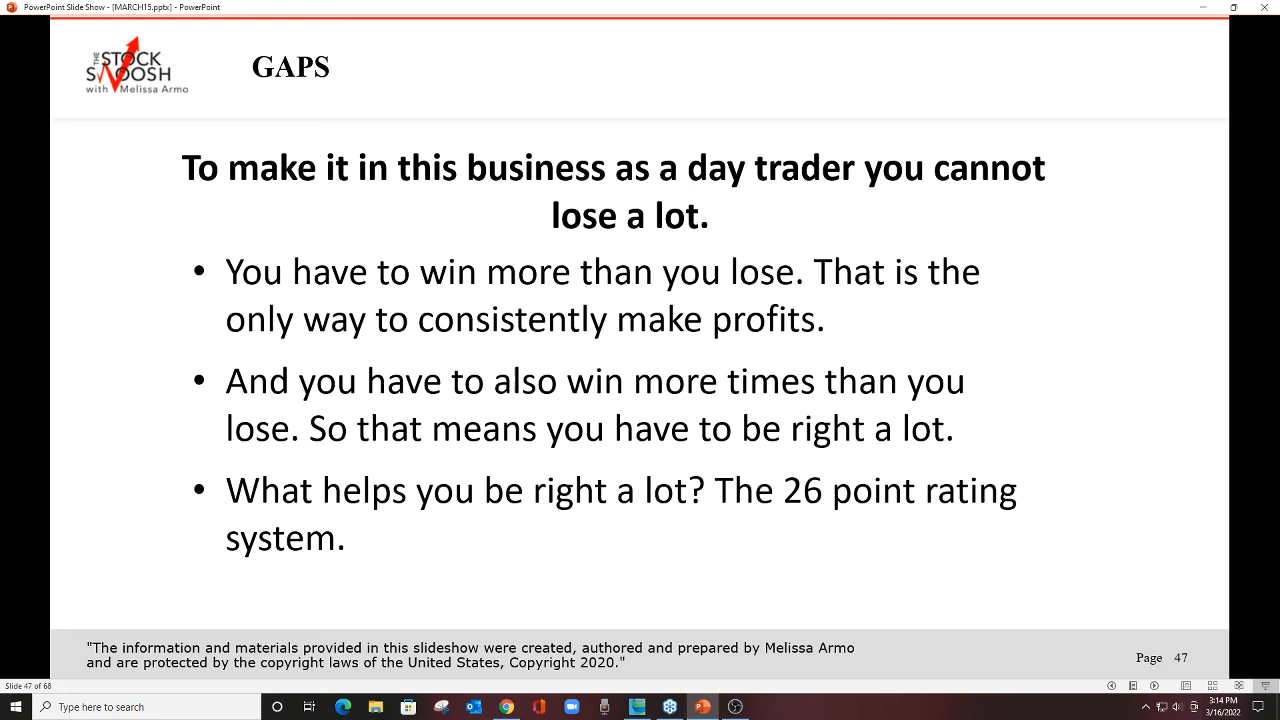 PowerPoint Slide Show - [MARCH15.pptx] - PowerPoint
THE
STOCK
SWOOSH
with Melissa Armo
GAPS
To make it in this business as a day trader you cannot
lose a lot.
• You have to win more than you lose. That is the
only way to consistently make profits.
• And you have to also win more times than you
lose. So that means you have to be right a lot.
• What helps you be right a lot? The 26 point rating
system.
"The information and materials provided in this slideshow were created, authored and prepared by Melissa Armo
and are protected by the copyright laws of the United States, Copyright 2020."
Page 47
Slide 47 of 68
Type here to search
3:14 PM
3/16/2022